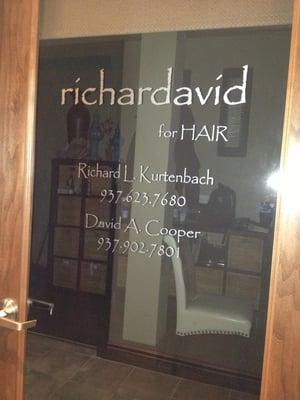 richardavid
for HAIR
Richard L. Kurtenbach
937.623.7680
David A. Cooper
937.902.7801